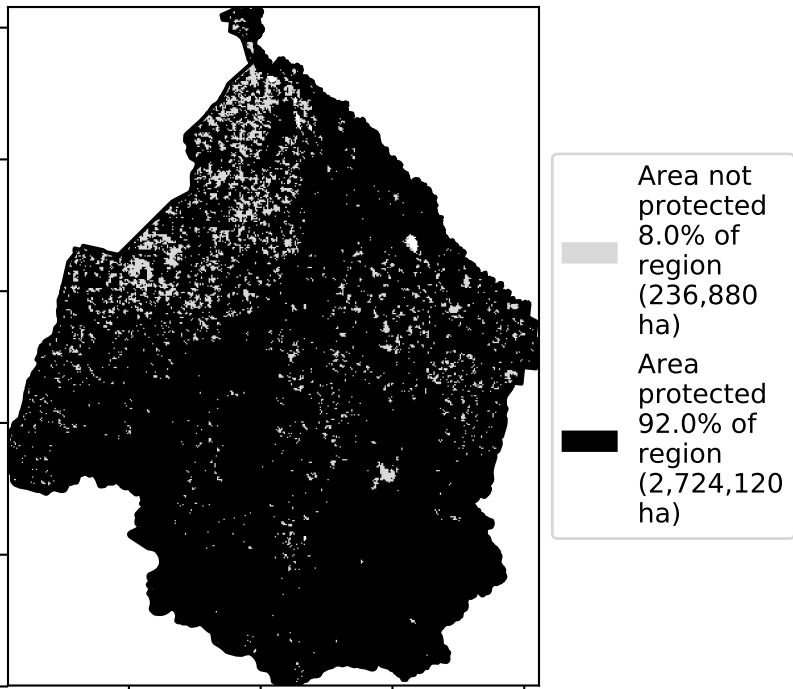 Area not
protected
8.0% of
region
(236,880
ha)
Area
protected
92.0% of
region
(2,724,120
ha)